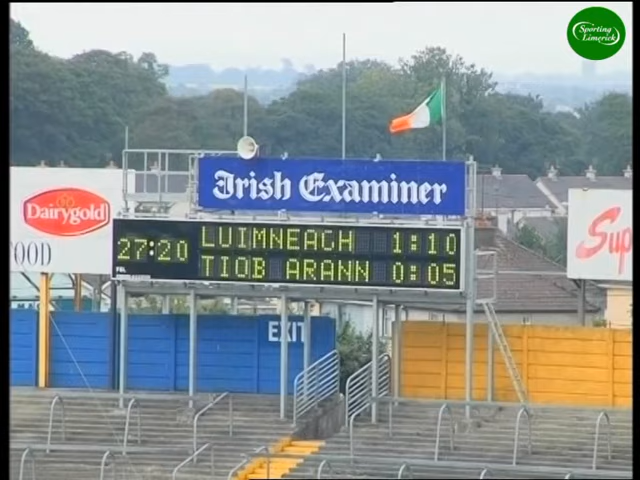 Sporting
Limerick
Irish Examiner
Dairygold
OOD
27:20
LUIMNEACH 1:10
TIOB ARANN 0:05
Sup
EXIT